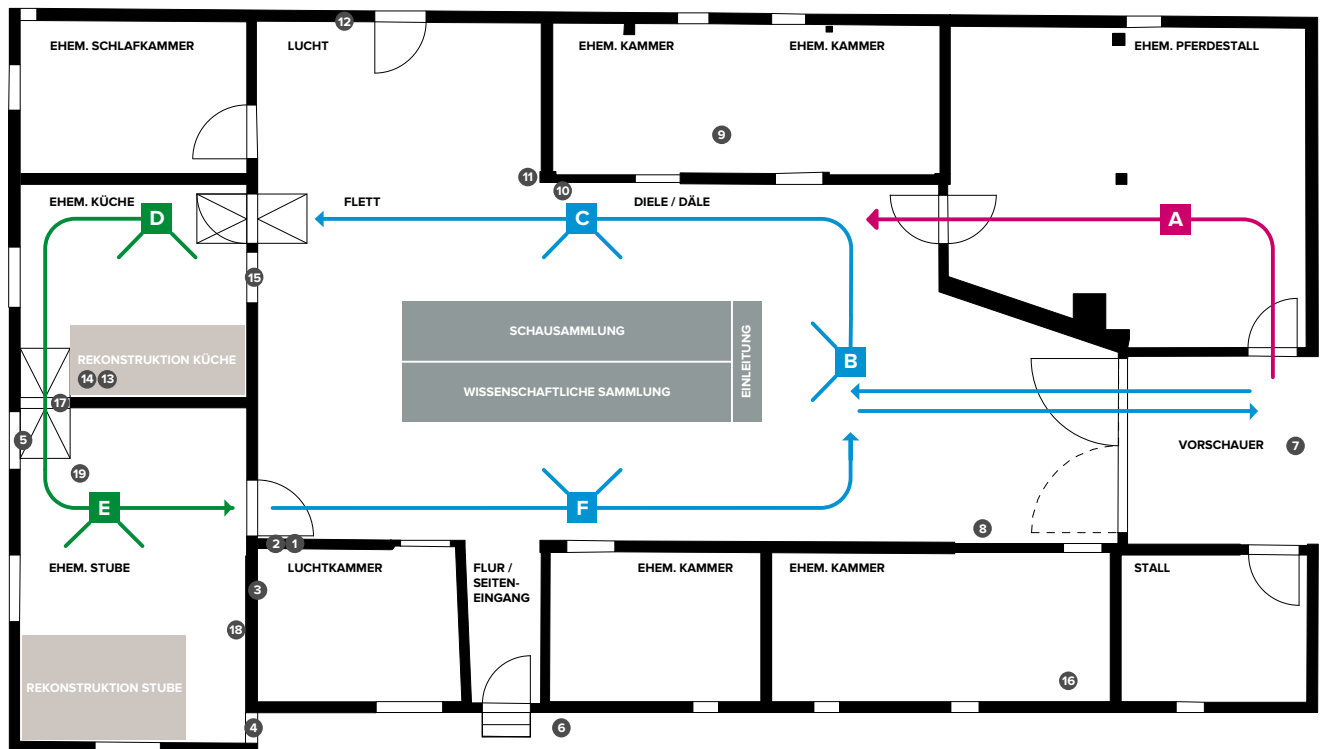 12
EHEM. SCHLAFKAMMER
LUCHT
EHEM. KAMMER
EHEM. KAMMER
EHEM. PFERDESTALL
9
11
10
EHEM. KÜCHE
FLETT
DIELE / DÄLE
D
C
A
15
SCHAUSAMMLUNG
WISSENSCHAFTLICHE SAMMLUNG
EINLEITUNG
B
REKONSTRUKTION KÜCHE
14
13
17
5
19
VORSCHAUER
7
E
F
8
2
1
EHEM. STUBE
LUCHTKAMMER
FLUR /
SEITEN-
EINGANG
EHEM. KAMMER
EHEM. KAMMER
STALL
3
18
REKONSTRUKTION STUBE
16
4
6